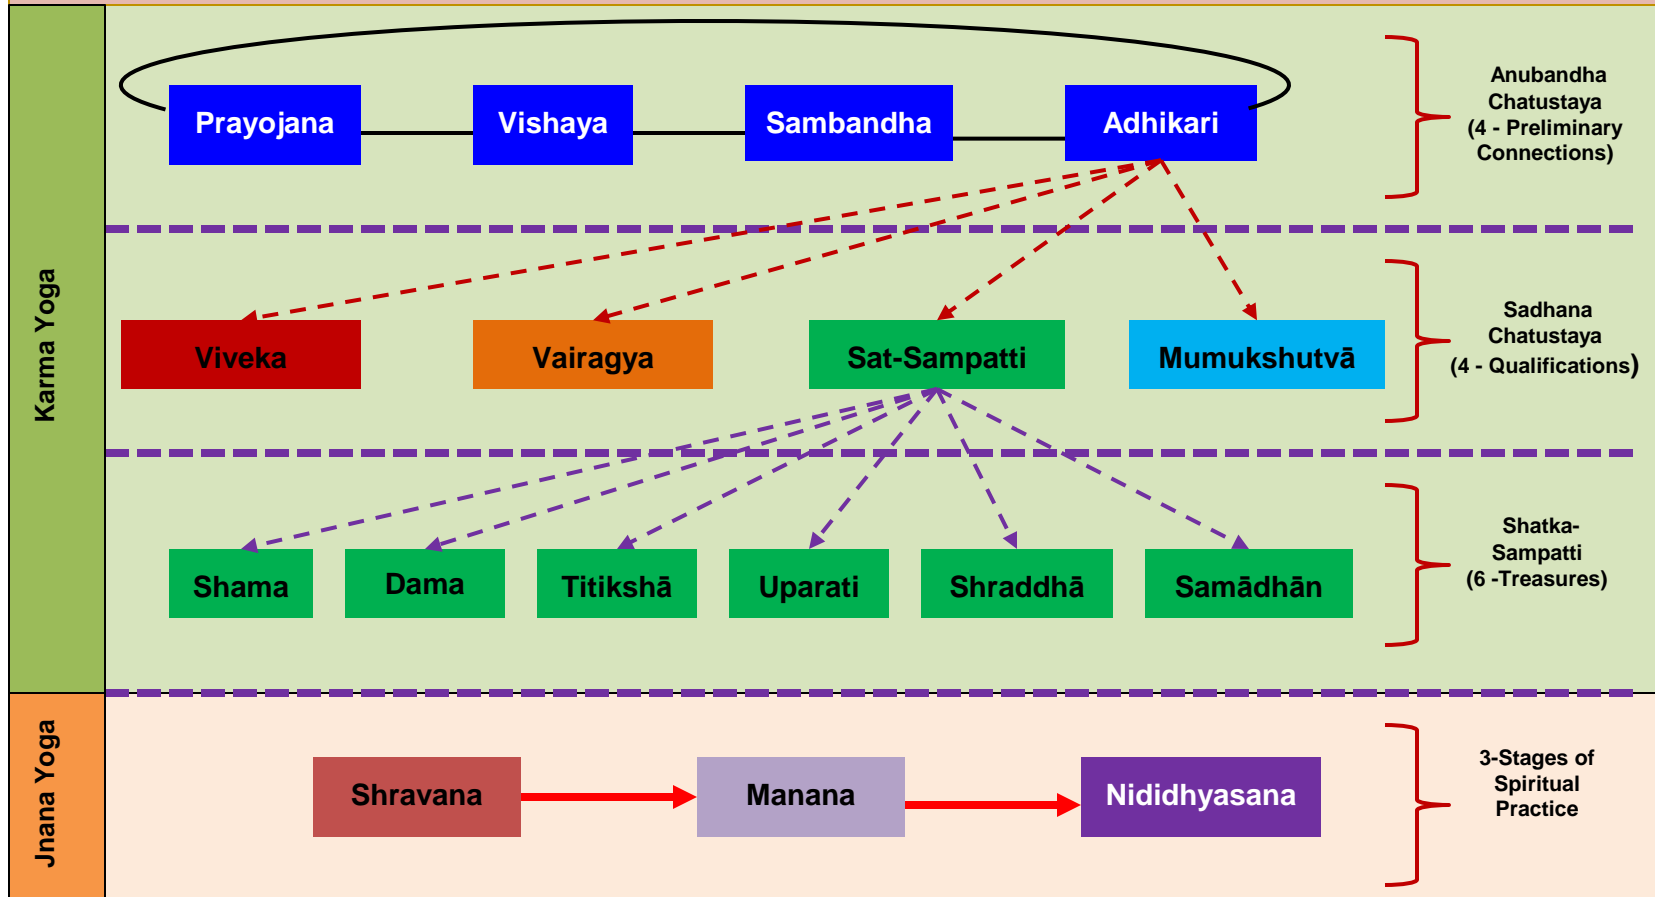 Karma Yoga
Prayojana
Vishaya
Sambandha
Adhikari
Anubandha
Chatustaya
(4 - Preliminary
Connections)
Viveka
Vairagya
Sat-Sampatti
Mumukshutvā
Sadhana
Chatustaya
(4 - Qualifications)
Shama
Dama
Titikshā
Uparati
Shraddhā
Samādhān
Shatka-
Sampatti
(6 -Treasures)
Jnana Yoga
Shravana
Manana
Nididhyasana
3-Stages of
Spiritual
Practice